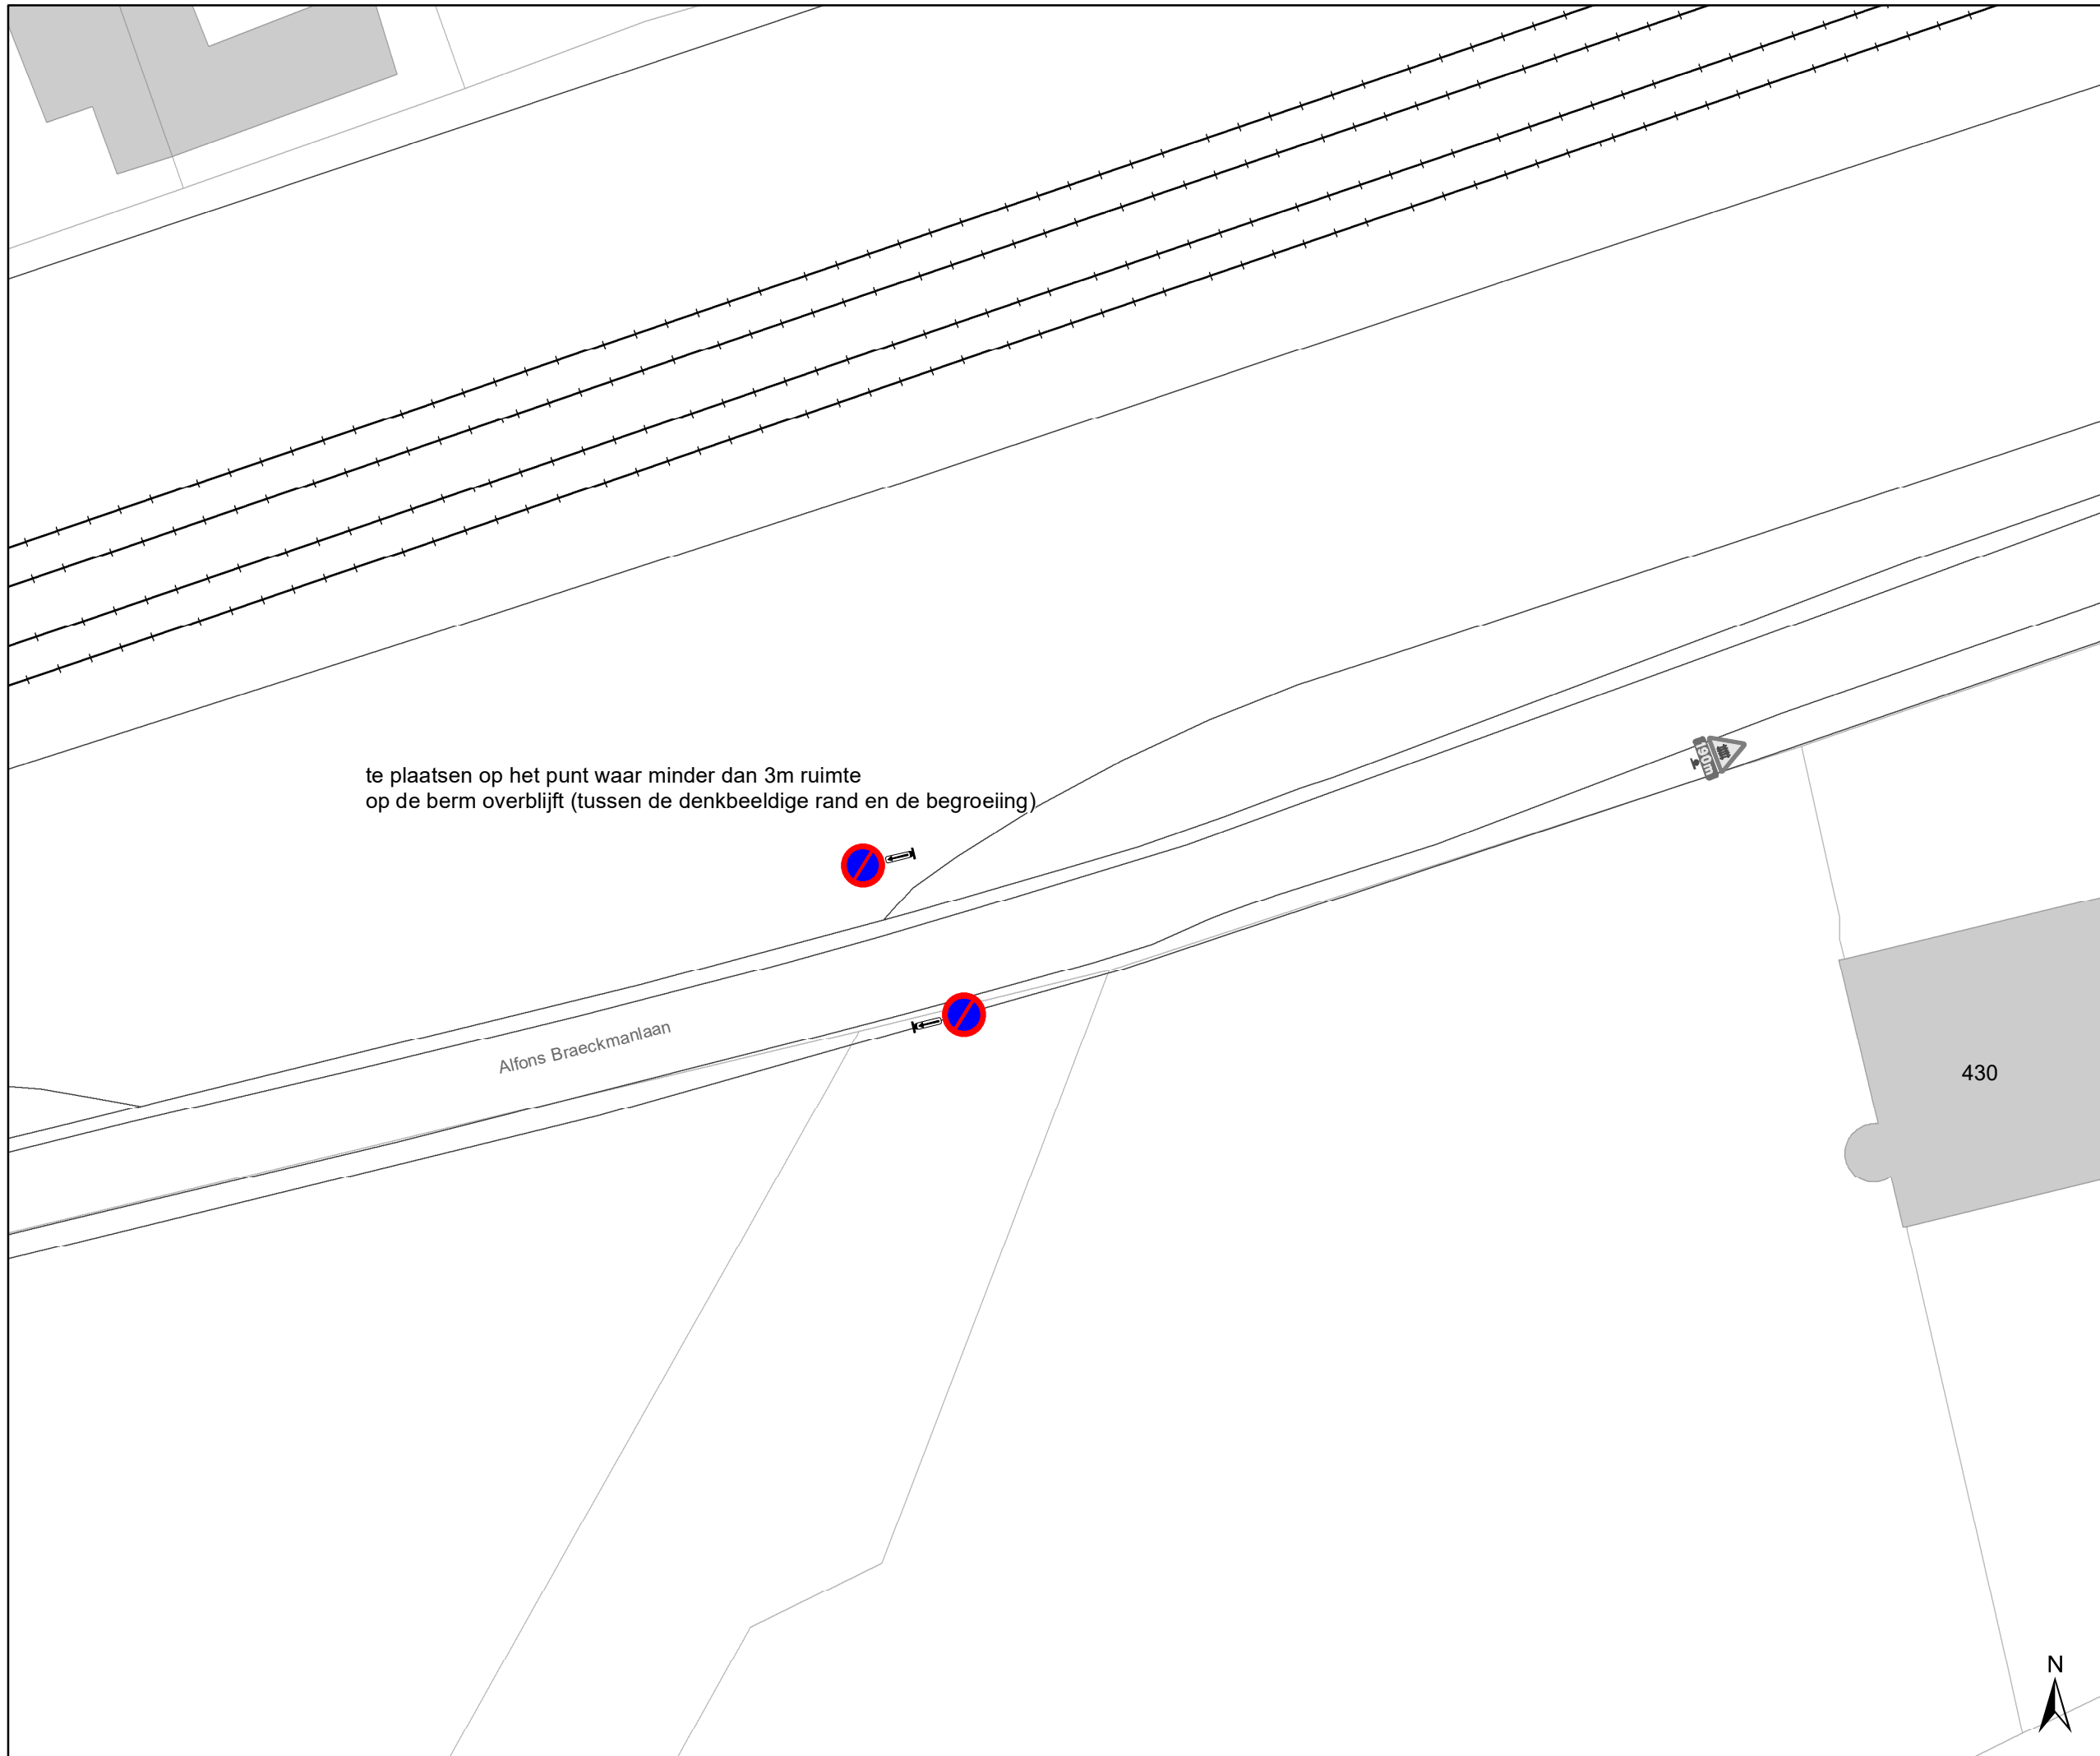 te plaatsen op het punt waar minder dan 3m ruimte
op de berm overblijft (tussen de denkbeeldige rand en de begroeiing)
190m
Alfons Braeckmanlaan
430
N